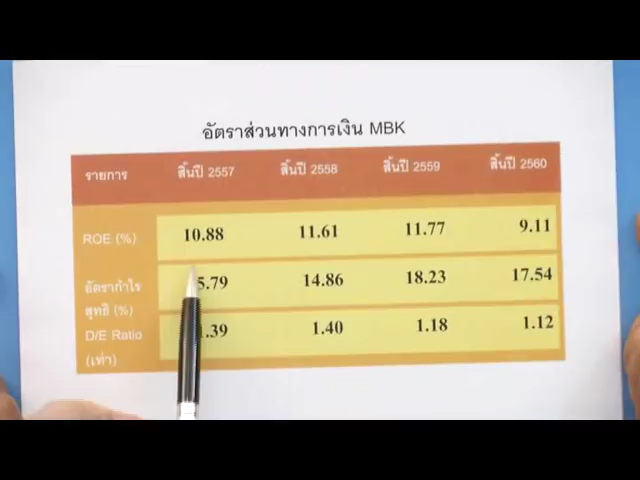 อัตราส่วนทางการเงิน MBK
รายการ สิ้นปี 2557 สิ้นปี 2558 สิ้นปี 2559 สิ้นปี 2560
ROE (%) 10.88 11.61 11.77 9.11
อัตรากำไรสุทธิ (%) 14.86 18.23 17.54
D/E Ratio (เท่า) 1.40 1.18 1.12